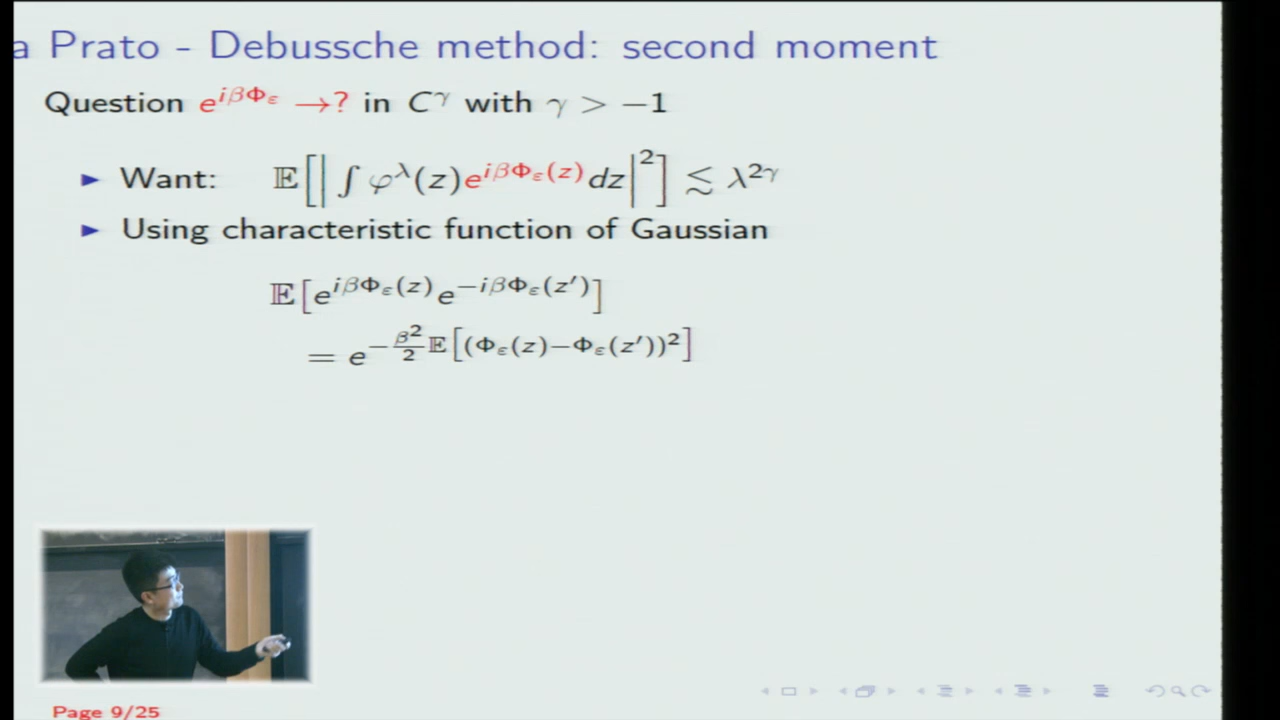 a Prato - Debussche method: second moment
Question e^{iβΦ_ε} →? in C^γ with γ > −1
► Want: 𝔼[|∫ φ^λ(z)e^{iβΦ_ε(z)}dz|^2] ≲ λ^{2γ}
► Using characteristic function of Gaussian
𝔼[e^{iβΦ_ε(z)}e^{−iβΦ_ε(z′)}]
= e^{−\frac{β^2}{2}𝔼[(Φ_ε(z)−Φ_ε(z′))^2]}
Page 9/25